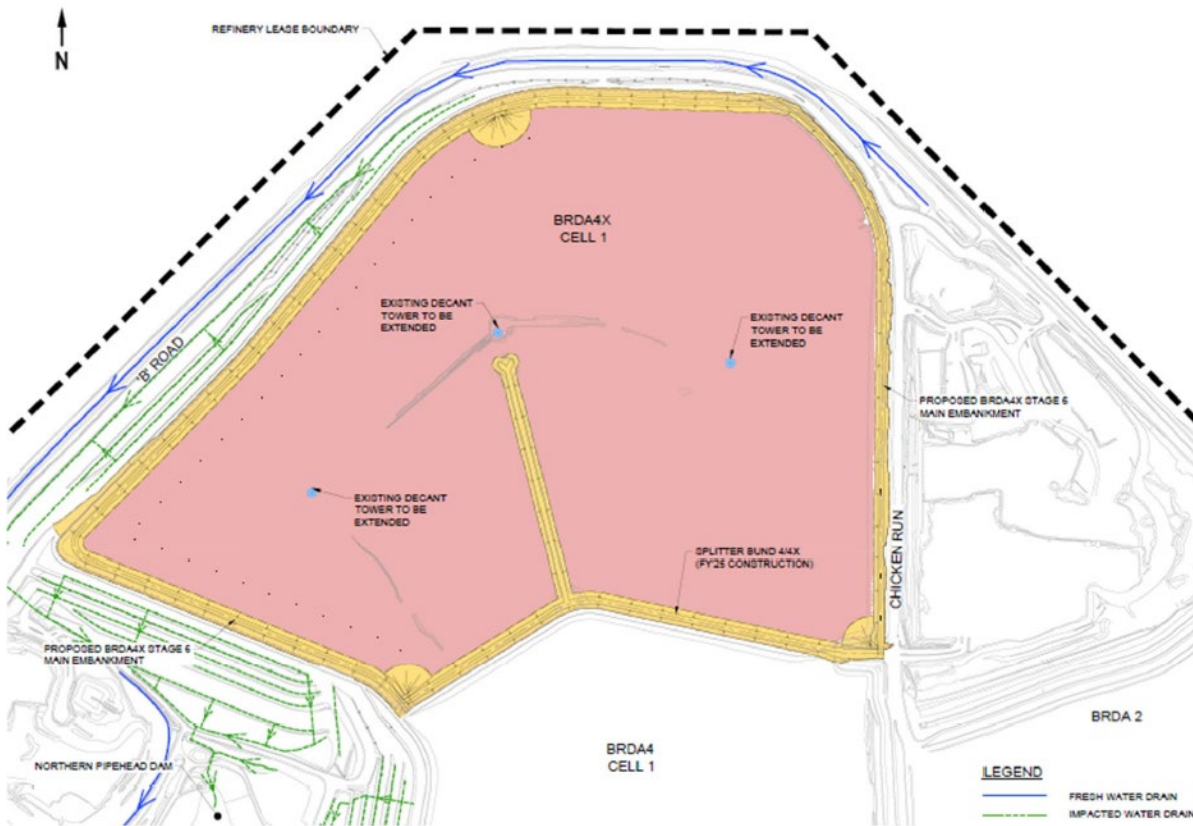 REFINERY LEASE BOUNDARY
N
BRDA4X
CELL 1
EXISTING DECANT
TOWER TO BE
EXTENDED
EXISTING DECANT
TOWER TO BE
EXTENDED
'B' ROAD
PROPOSED BRDA4X STAGE 6
MAIN EMBANKMENT
EXISTING DECANT
TOWER TO BE
EXTENDED
SPLITTER BUND 4/4X
(FY'25 CONSTRUCTION)
CHICKEN RUN
PROPOSED BRDA4X STAGE 6
MAIN EMBANKMENT
BRDA 2
BRDA4
CELL 1
NORTHERN PIPEHEAD DAM
LEGEND
FRESH WATER DRAIN
IMPACTED WATER DRAIN